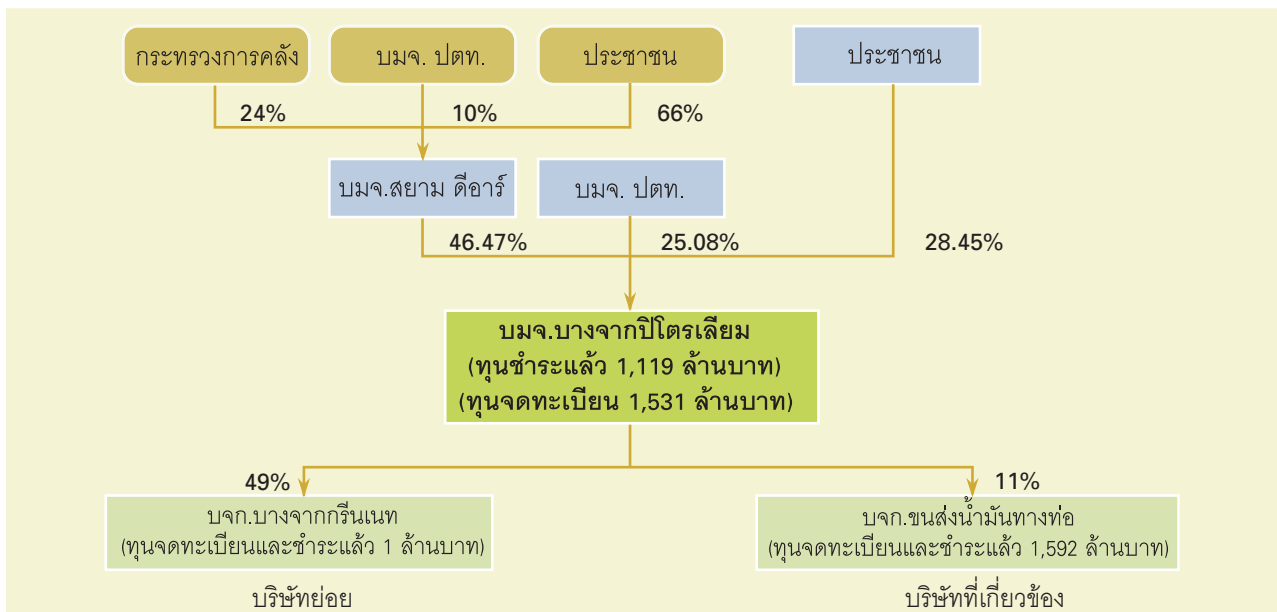 กระทรวงการคลัง
บมจ. ปตท.
ประชาชน
ประชาชน
24%
10%
66%
บมจ.สยาม ดีอาร์
บมจ. ปตท.
46.47%
25.08%
28.45%
บมจ.บางจากปิโตรเลียม
(ทุนชำระแล้ว 1,119 ล้านบาท)
(ทุนจดทะเบียน 1,531 ล้านบาท)
49%
11%
บจก.บางจากกรีนเนท
(ทุนจดทะเบียนและชำระแล้ว 1 ล้านบาท)
บจก.ขนส่งน้ำมันทางท่อ
(ทุนจดทะเบียนและชำระแล้ว 1,592 ล้านบาท)
บริษัทย่อย
บริษัทที่เกี่ยวข้อง